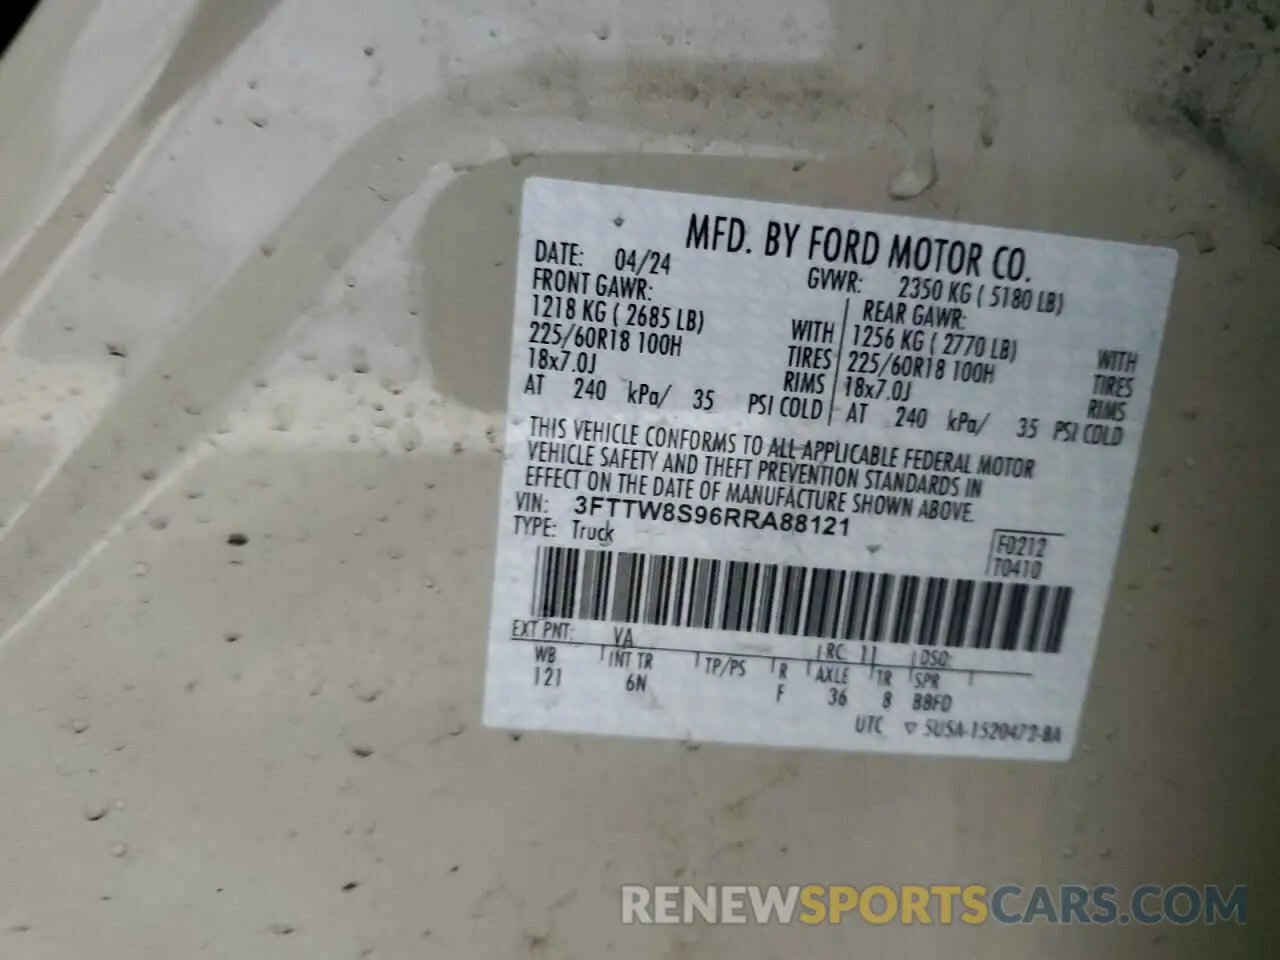 MFD. BY FORD MOTOR CO.
DATE: 04/24 GVWR: 2350 KG ( 5180 LB)
FRONT GAWR: REAR GAWR:
1218 KG ( 2685 LB) WITH 1256 KG ( 2770 LB) WITH
225/60R18 100H TIRES 225/60R18 100H TIRES
18x7.0J RIMS 18x7.0J RIMS
AT 240 kPa/ 35 PSI COLD AT 240 kPa/ 35 PSI COLD
THIS VEHICLE CONFORMS TO ALL APPLICABLE FEDERAL MOTOR
VEHICLE SAFETY AND THEFT PREVENTION STANDARDS IN
EFFECT ON THE DATE OF MANUFACTURE SHOWN ABOVE.
VIN: 3FTTW8S96RRA88121
TYPE: Truck
F0212
T0410
EXT PNT: YA RC: 11 DSO:
WB INT TR TP/PS R AXLE TR SPR
121 6N F 36 8 BBFD
UTC ▽ 5U5A-1520472-BA
RENEWSPORTSCARS.COM